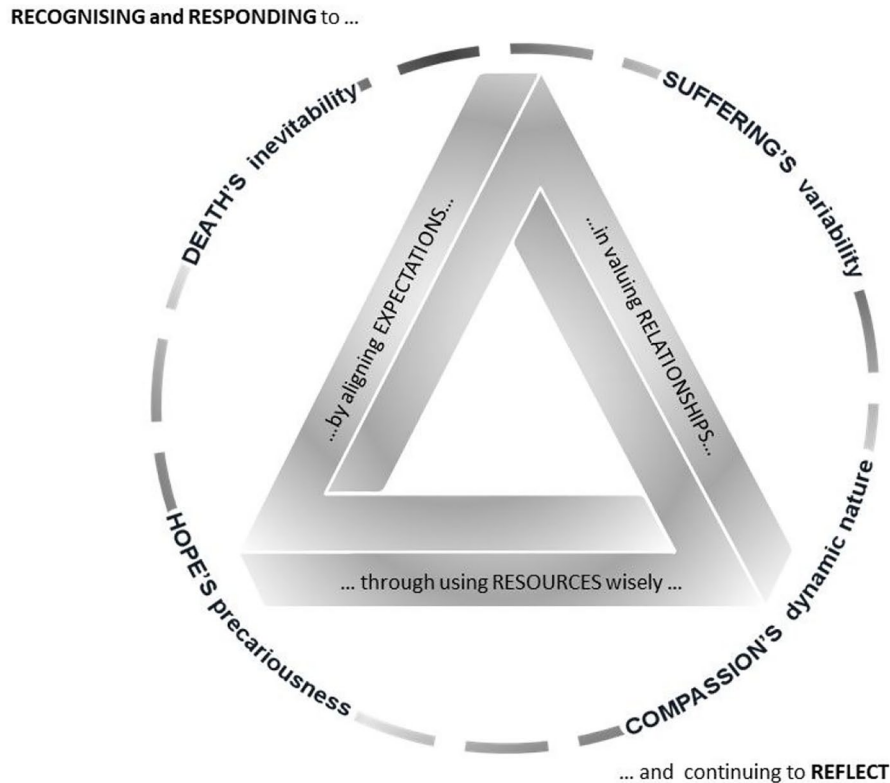 RECOGNISING and RESPONDING to ...
DEATH'S inevitability
SUFFERING'S variability
...by aligning EXPECTATIONS...
...in valuing RELATIONSHIPS...
... through using RESOURCES wisely ...
HOPE'S precariousness
COMPASSION'S dynamic nature
... and continuing to REFLECT